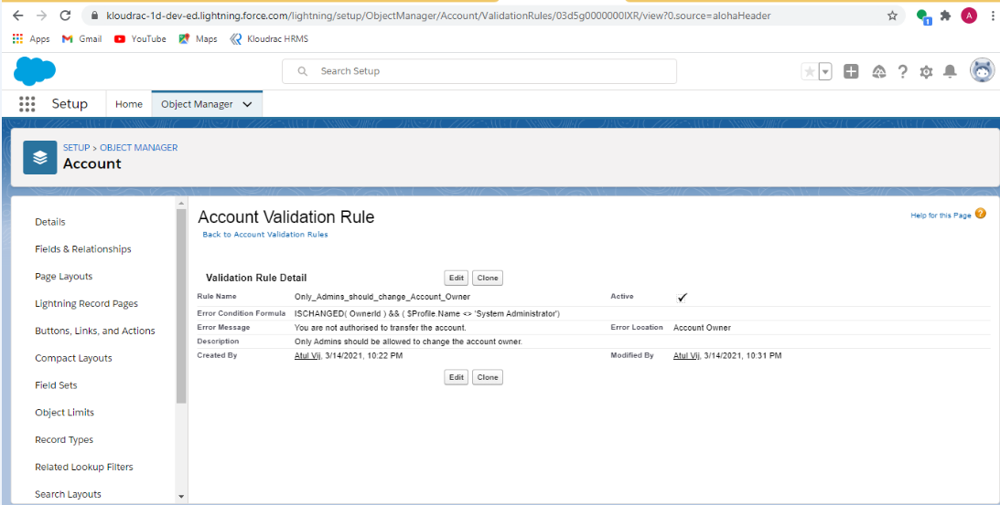 kloudrac-1d-dev-ed.lightning.force.com/lightning/setup/ObjectManager/Account/ValidationRules/03d5g0000000IXR/view?0.source=alohaHeader
1
A
Apps Gmail YouTube Maps Kloudrac HRMS
Search Setup
Setup Home Object Manager
SETUP > OBJECT MANAGER
Account
Details
Fields & Relationships
Page Layouts
Lightning Record Pages
Buttons, Links, and Actions
Compact Layouts
Field Sets
Object Limits
Record Types
Related Lookup Filters
Search Layouts
Account Validation Rule
Help for this Page
Back to Account Validation Rules
Validation Rule Detail Edit Clone
Rule Name Only_Admins_should_change_Account_Owner Active
Error Condition Formula ISCHANGED( OwnerId ) && ( $Profile.Name <> 'System Administrator')
Error Message You are not authorised to transfer the account. Error Location Account Owner
Description Only Admins should be allowed to change the account owner.
Created By Atul Vij, 3/14/2021, 10:22 PM Modified By Atul Vij, 3/14/2021, 10:31 PM
Edit Clone